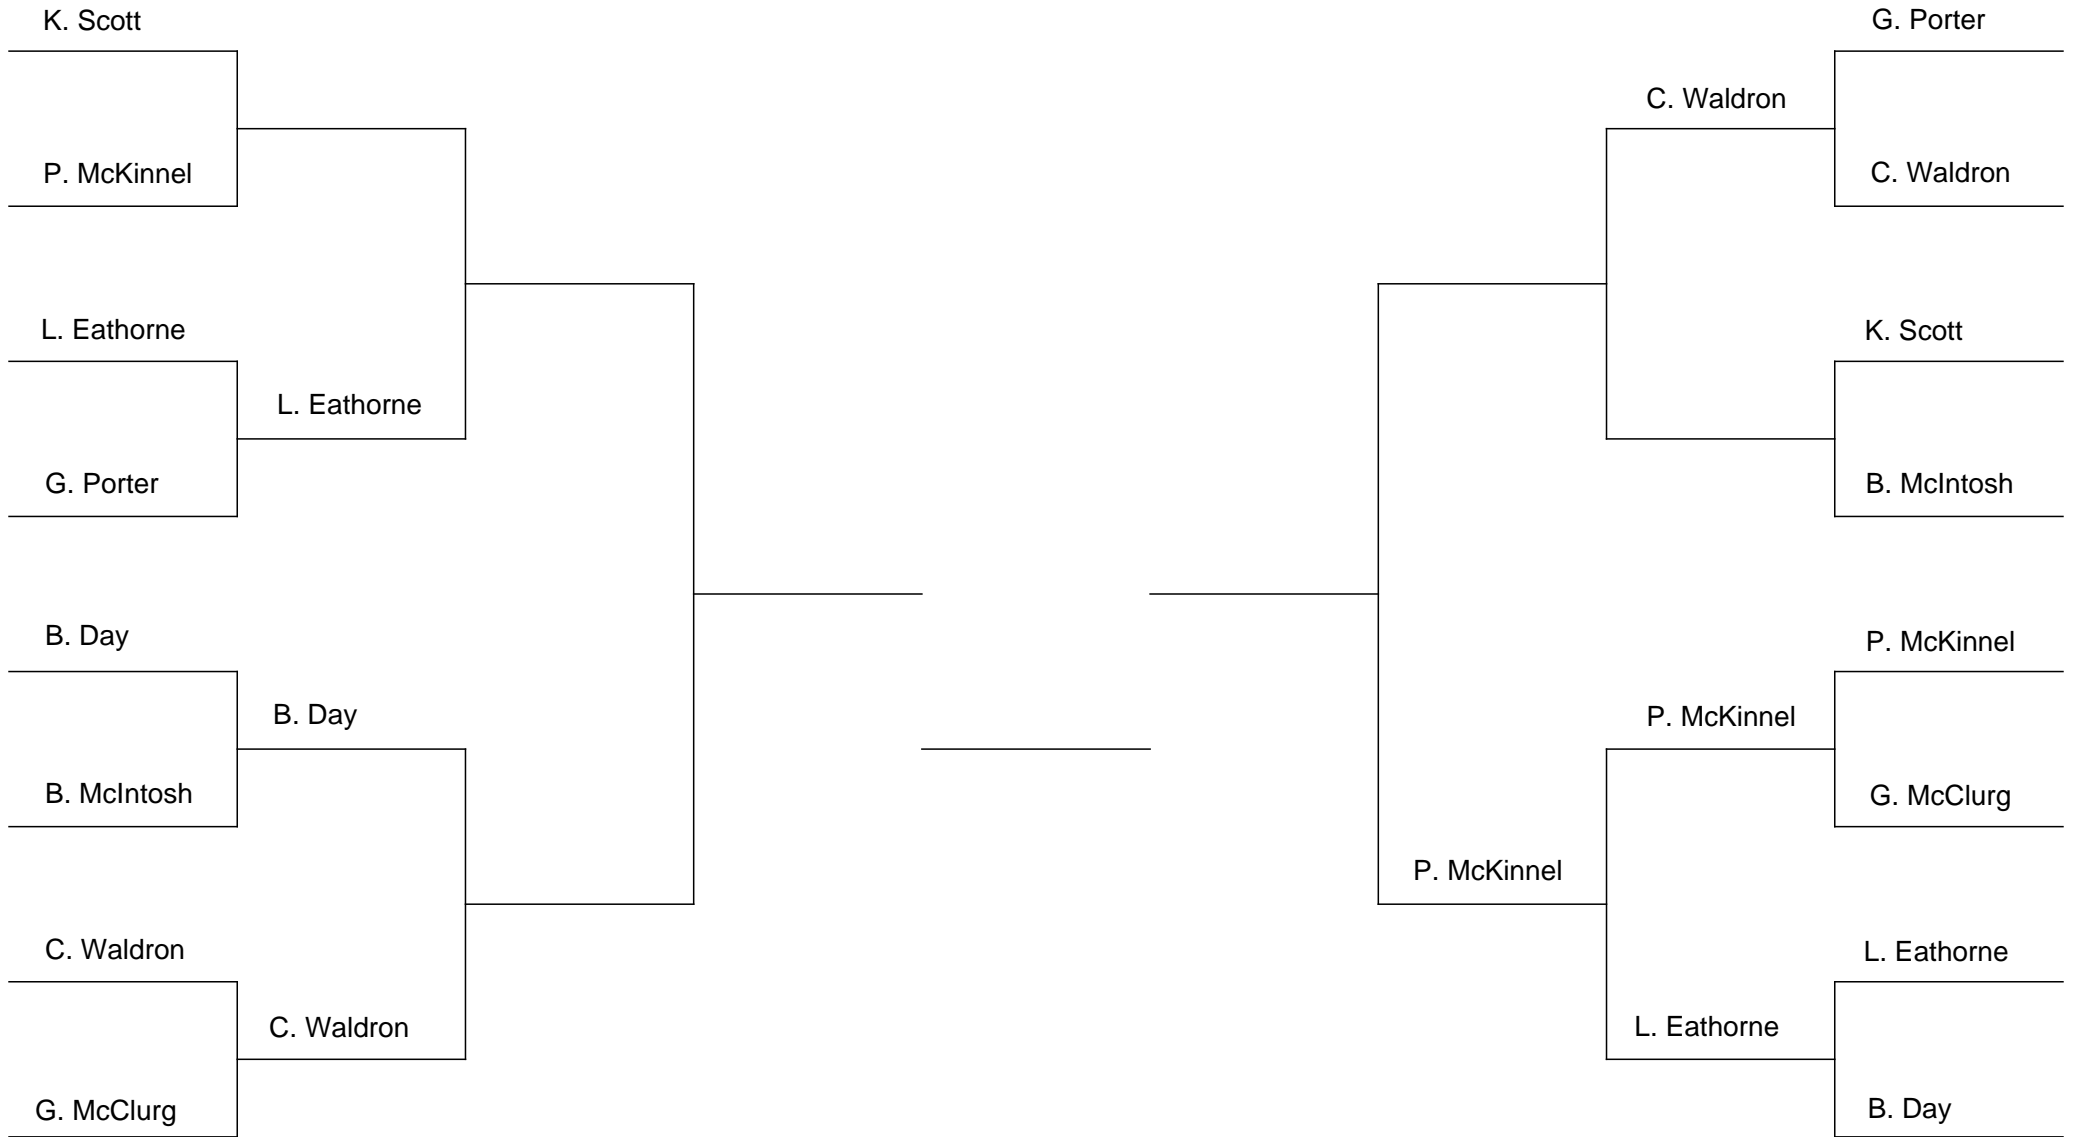 K. Scott
P. McKinnel
L. Eathorne
L. Eathorne
G. Porter
B. Day
B. Day
B. McIntosh
C. Waldron
C. Waldron
G. McClurg
G. Porter
C. Waldron
C. Waldron
K. Scott
B. McIntosh
P. McKinnel
P. McKinnel
G. McClurg
P. McKinnel
L. Eathorne
L. Eathorne
B. Day